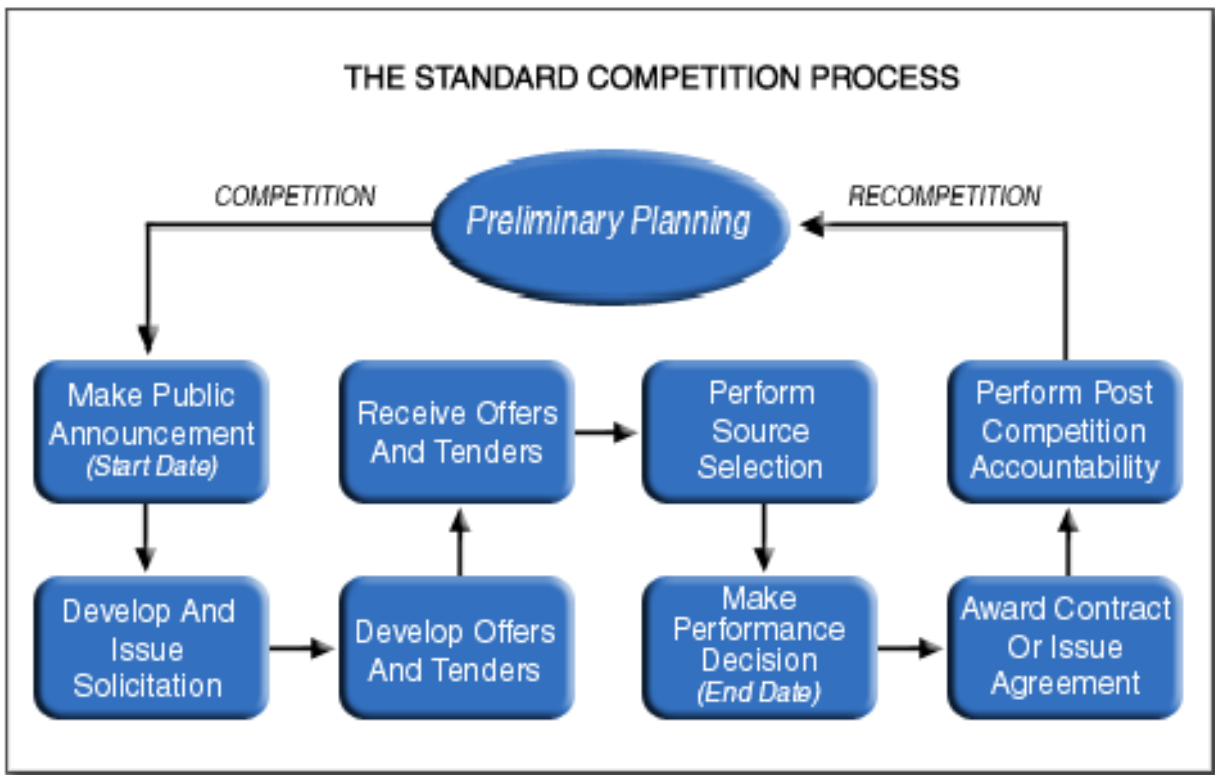 THE STANDARD COMPETITION PROCESS
COMPETITION
Preliminary Planning
RECOMPETITION
Make Public
Announcement
(Start Date)
Develop And
Issue
Solicitation
Develop Offers
And Tenders
Receive Offers
And Tenders
Perform
Source
Selection
Make
Performance
Decision
(End Date)
Award Contract
Or Issue
Agreement
Perform Post
Competition
Accountability